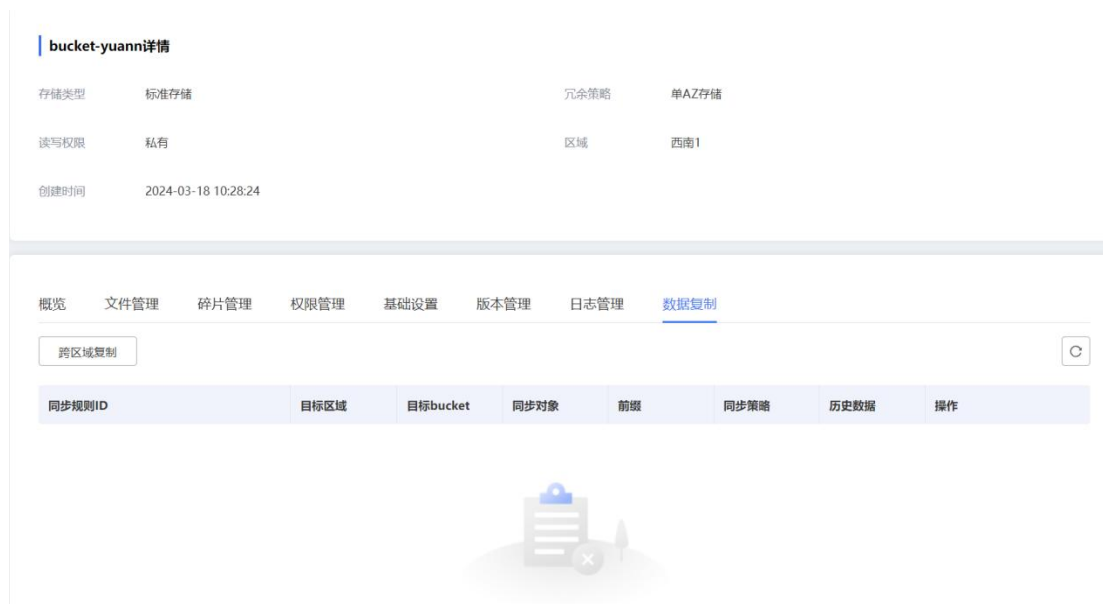 bucket-yuann详情
存储类型 标准存储 冗余策略 单AZ存储
读写权限 私有 区域 西南1
创建时间 2024-03-18 10:28:24
概览 文件管理 碎片管理 权限管理 基础设置 版本管理 日志管理 数据复制
跨区域复制
同步规则ID 目标区域 目标bucket 同步对象 前缀 同步策略 历史数据 操作